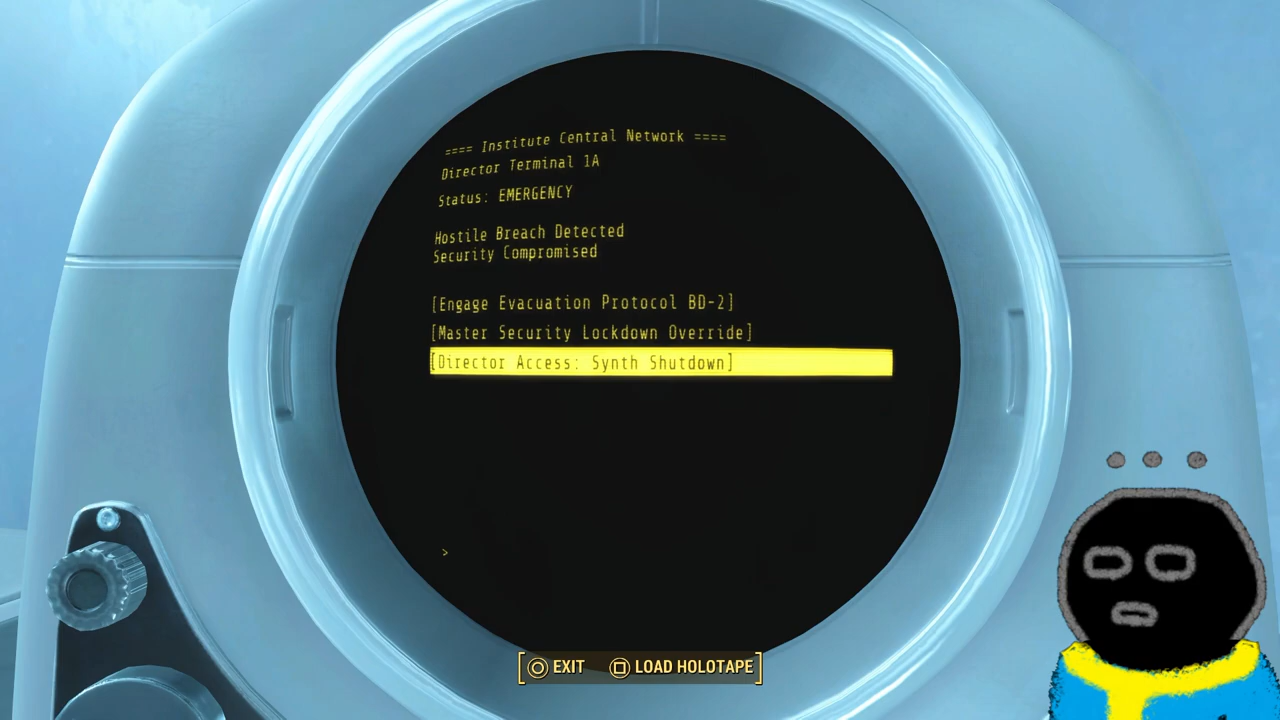 ==== Institute Central Network ====
Director Terminal 1A
Status: EMERGENCY
Hostile Breach Detected
Security Compromised
[Engage Evacuation Protocol BD-2]
[Master Security Lockdown Override]
[Director Access: Synth Shutdown]
>
EXIT LOAD HOLOTAPE